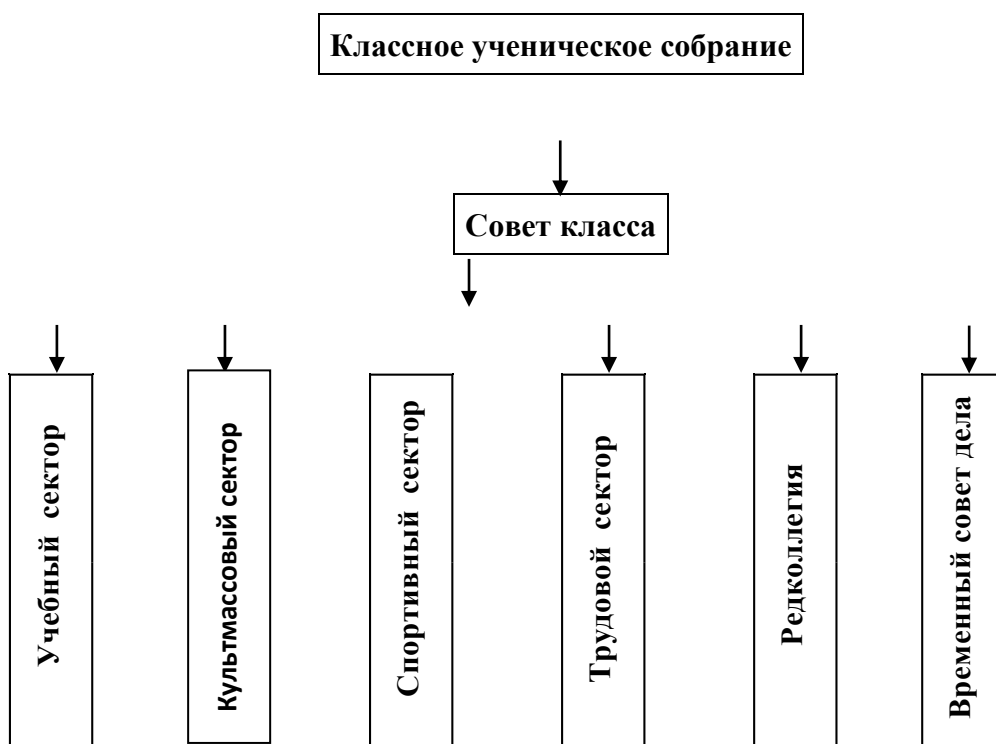 Классное ученическое собрание
Совет класса
Учебный сектор
Культмассовый сектор
Спортивный сектор
Трудовой сектор
Редколлегия
Временный совет дела